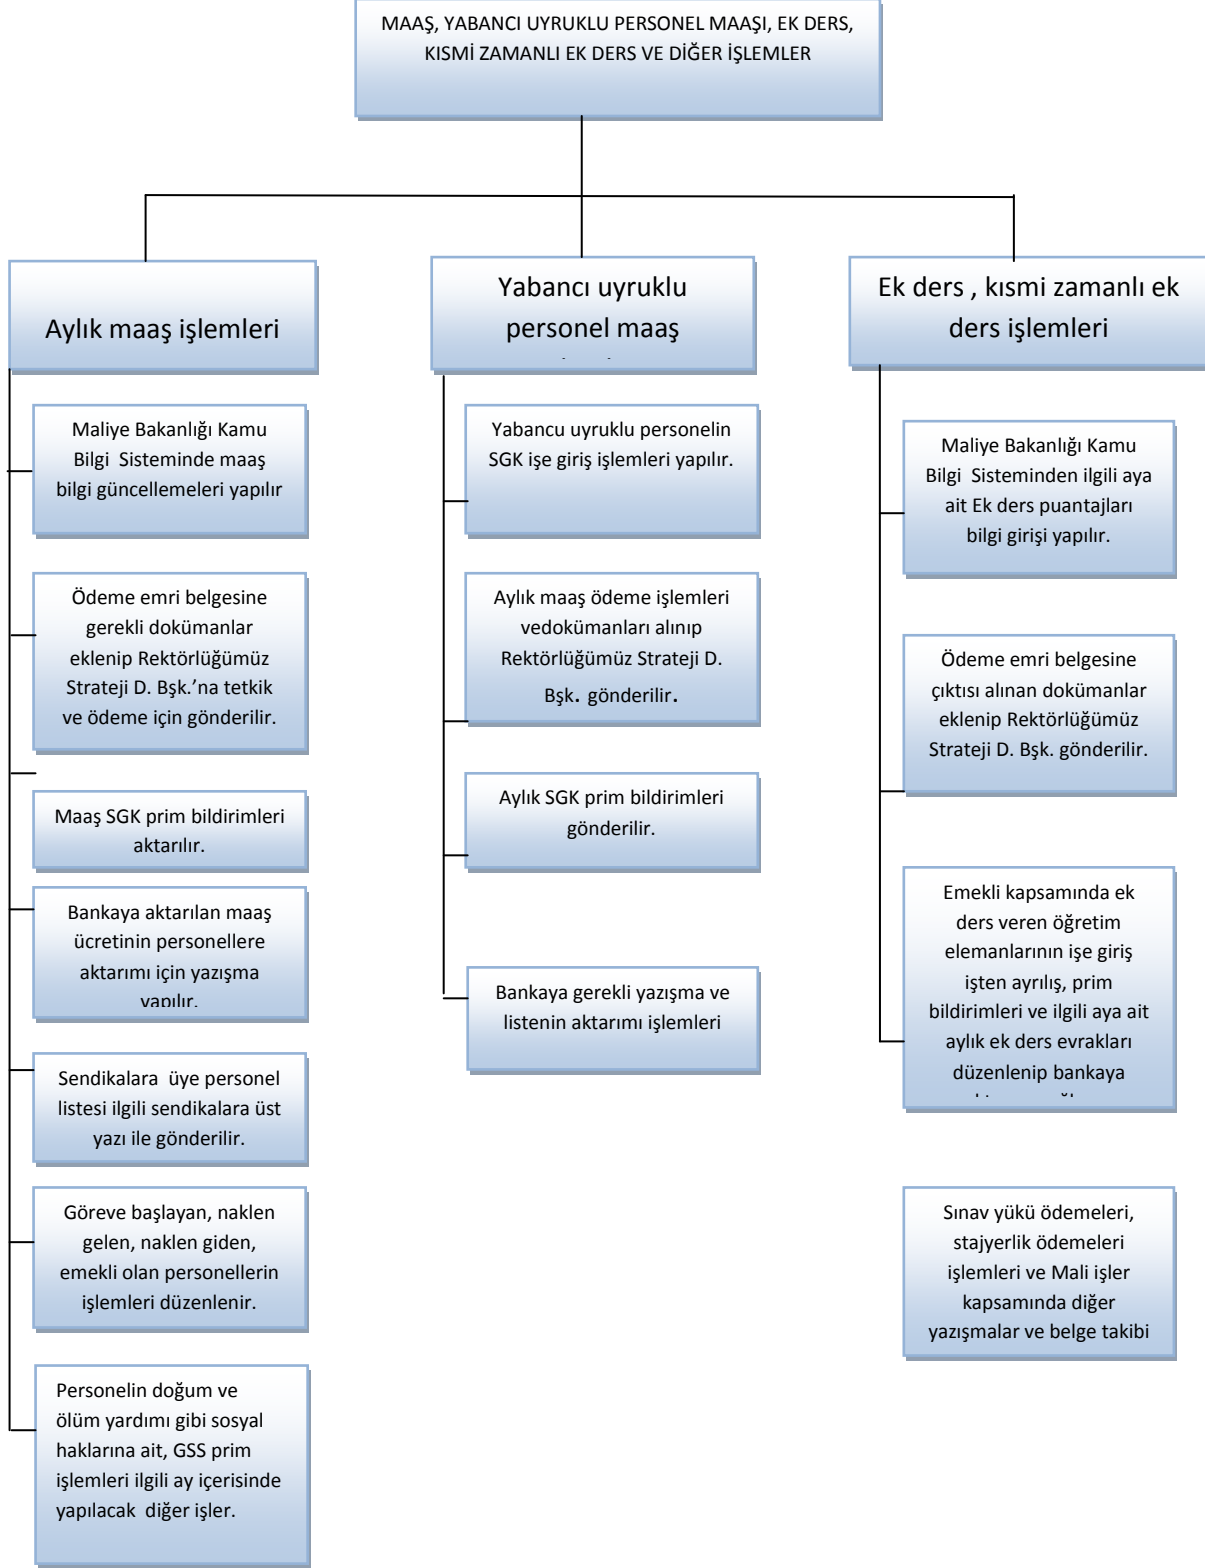 MAAŞ, YABANCI UYRUKLU PERSONEL MAAŞI, EK DERS,
KISMİ ZAMANLI EK DERS VE DİĞER İŞLEMLER
Aylık maaş işlemleri
Maliye Bakanlığı Kamu
Bilgi Sisteminde maaş
bilgi güncellemeleri yapılır
Ödeme emri belgesine
gerekli dokümanlar
eklenip Rektörlüğümüz
Strateji D. Bşk.’na tetkik
ve ödeme için gönderilir.
Maaş SGK prim bildirimleri
aktarılır.
Bankaya aktarılan maaş
ücretinin personellere
aktarımı için yazışma
yapılır.
Sendikalara üye personel
listesi ilgili sendikalara üst
yazı ile gönderilir.
Göreve başlayan, naklen
gelen, naklen giden,
emekli olan personellerin
işlemleri düzenlenir.
Personelin doğum ve
ölüm yardımı gibi sosyal
haklarına ait, GSS prim
işlemleri ilgili ay içerisinde
yapılacak diğer işler.
Yabancı uyruklu
personel maaş
Yabancu uyruklu personelin
SGK işe giriş işlemleri yapılır.
Aylık maaş ödeme işlemleri
vedokümanları alınıp
Rektörlüğümüz Strateji D.
Bşk. gönderilir.
Aylık SGK prim bildirimleri
gönderilir.
Bankaya gerekli yazışma ve
listenin aktarımı işlemleri
Ek ders , kısmi zamanlı ek
ders işlemleri
Maliye Bakanlığı Kamu
Bilgi Sisteminden ilgili aya
ait Ek ders puantajları
bilgi girişi yapılır.
Ödeme emri belgesine
çıktısı alınan dokümanlar
eklenip Rektörlüğümüz
Strateji D. Bşk. gönderilir.
Emekli kapsamında ek
ders veren öğretim
elemanlarının işe giriş
işten ayrılış, prim
bildirimleri ve ilgili aya ait
aylık ek ders evrakları
düzenlenip bankaya
Sınav yükü ödemeleri,
stajyerlik ödemeleri
işlemleri ve Mali işler
kapsamında diğer
yazışmalar ve belge takibi